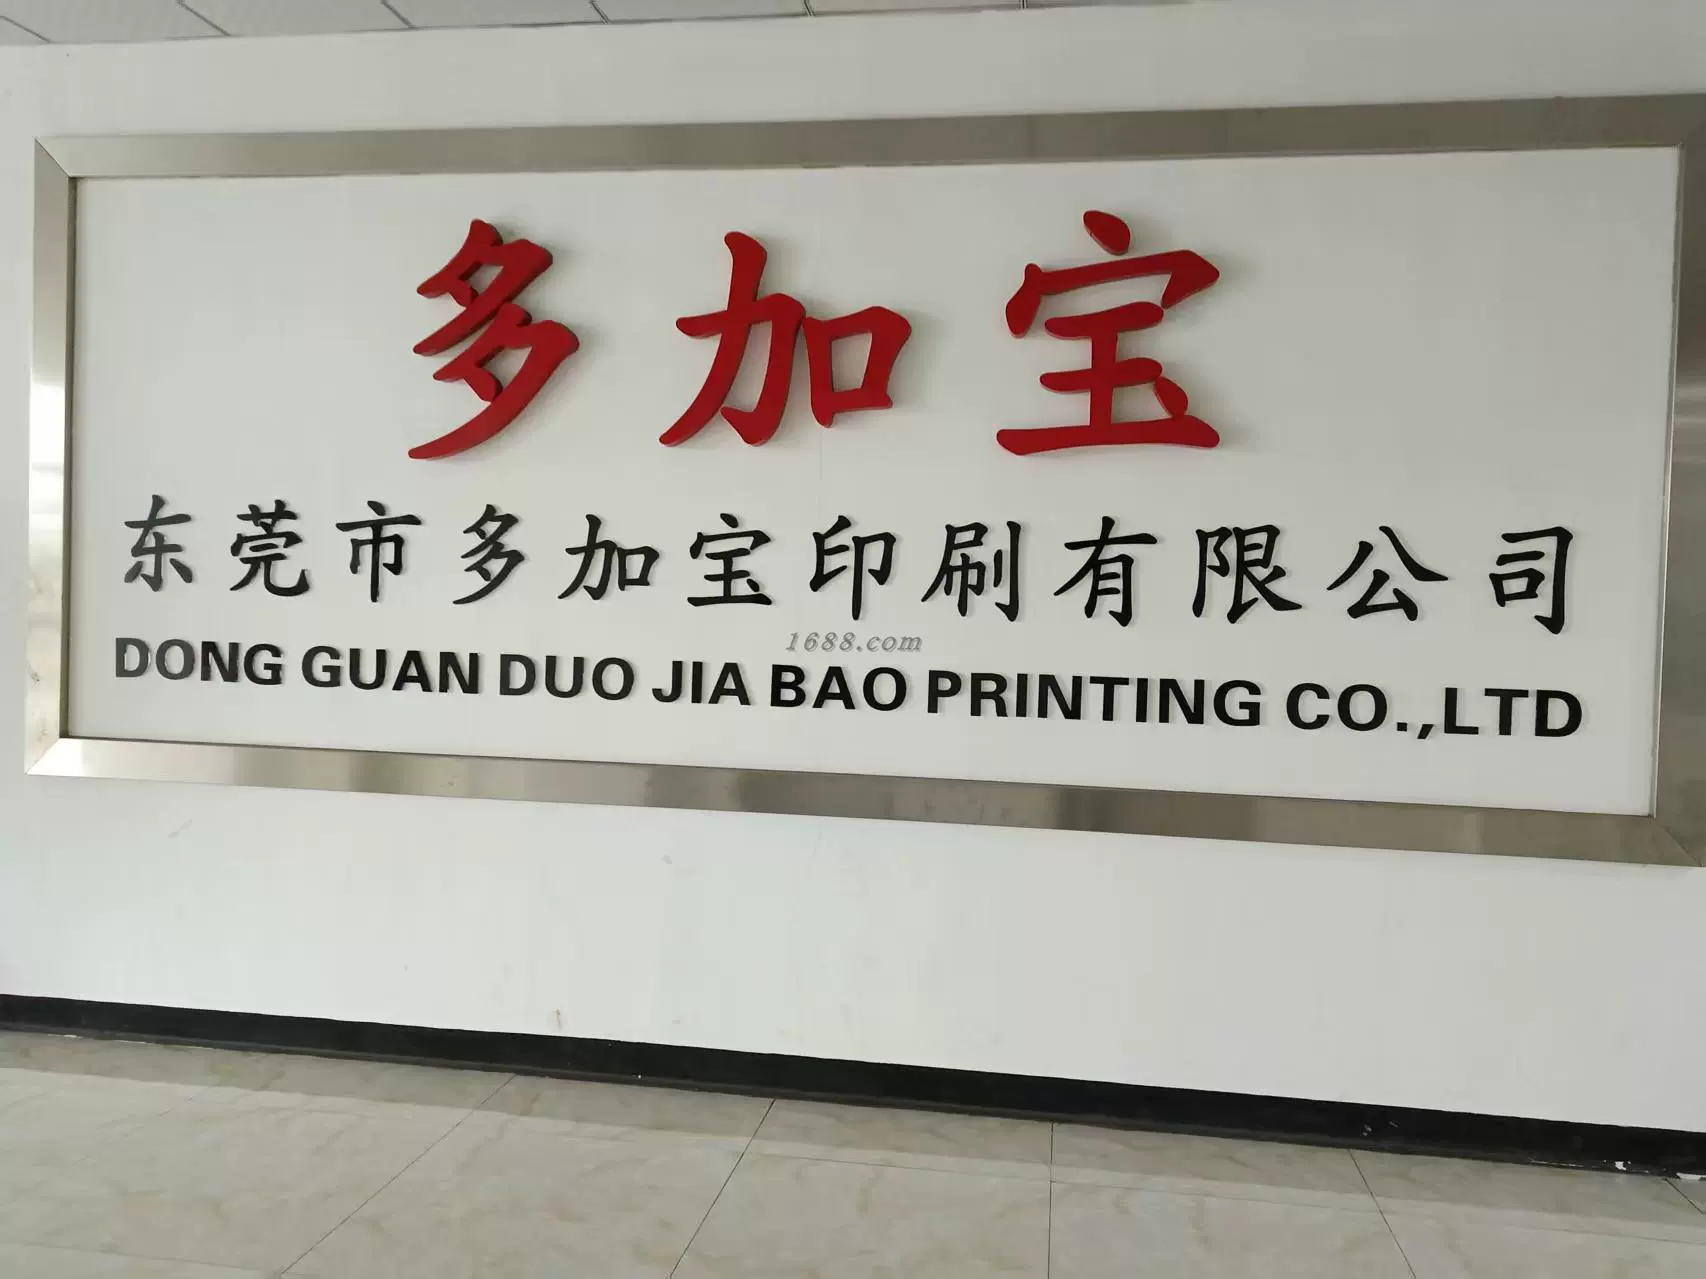 多加宝
东莞市多加宝印刷有限公司
1688.com
DONG GUAN DUO JIA BAO PRINTING CO.,LTD